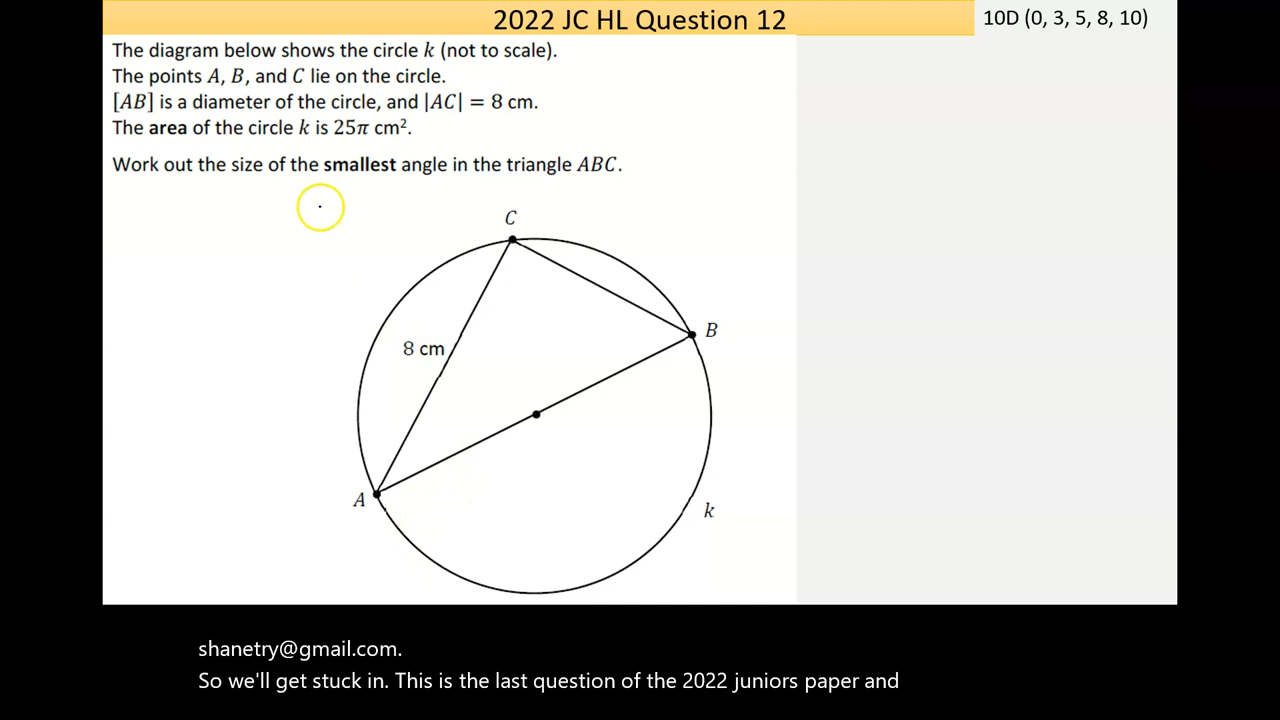 2022 JC HL Question 12
10D (0, 3, 5, 8, 10)
The diagram below shows the circle k (not to scale).
The points A, B, and C lie on the circle.
[AB] is a diameter of the circle, and |AC| = 8 cm.
The area of the circle k is 25π cm².
Work out the size of the smallest angle in the triangle ABC.
C
B
8 cm
A
k
shanetry@gmail.com.
So we'll get stuck in. This is the last question of the 2022 juniors paper and